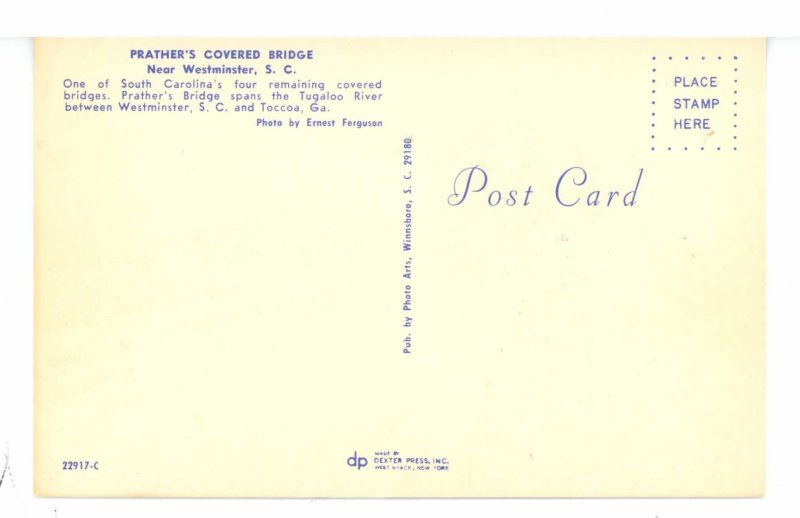 PRATHER'S COVERED BRIDGE
Near Westminster, S. C.
One of South Carolina's four remaining covered
bridges. Prather's Bridge spans the Tugaloo River
between Westminster, S. C. and Toccoa, Ga.
Photo by Ernest Ferguson
Pub. by Photo Arts, Winnsboro, S. C. 29180
PLACE
STAMP
HERE
Post Card
22917-C
dp
MADE BY
DEXTER PRESS, INC.
WEST NYACK, NEW YORK